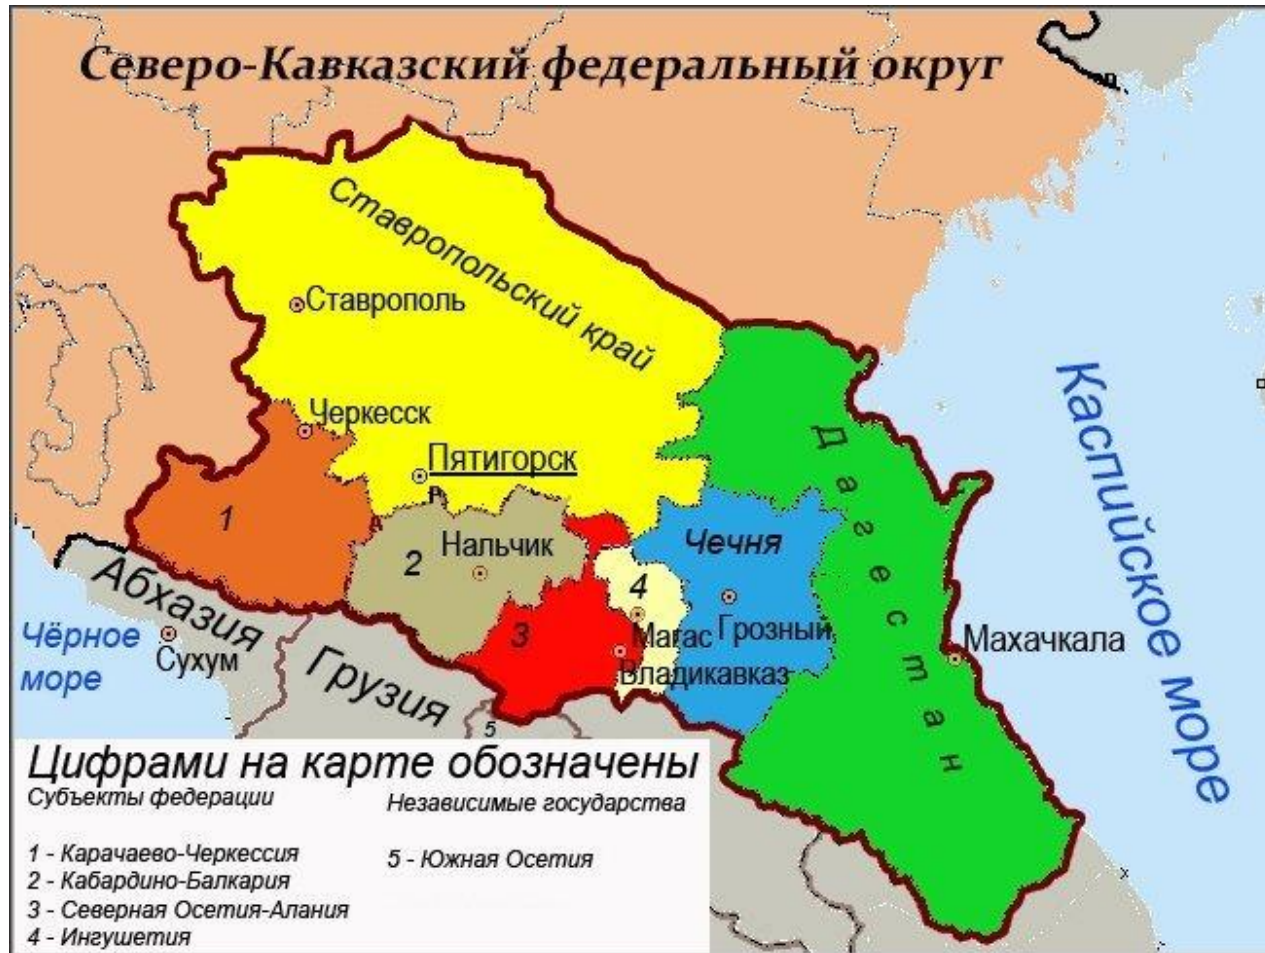 Северо-Кавказский федеральный округ
Ставропольский край
Ставрополь
Черкесск
Пятигорск
Каспийское море
Дагестан
1
2
Нальчик
Чечня
4
3
Магас
Грозный
Владикавказ
Махачкала
Абхазия
Чёрное
море
Сухум
Грузия
5
Цифрами на карте обозначены
Субъекты федерации
1 - Карачаево-Черкессия
2 - Кабардино-Балкария
3 - Северная Осетия-Алания
4 - Ингушетия
Независимые государства
5 - Южная Осетия